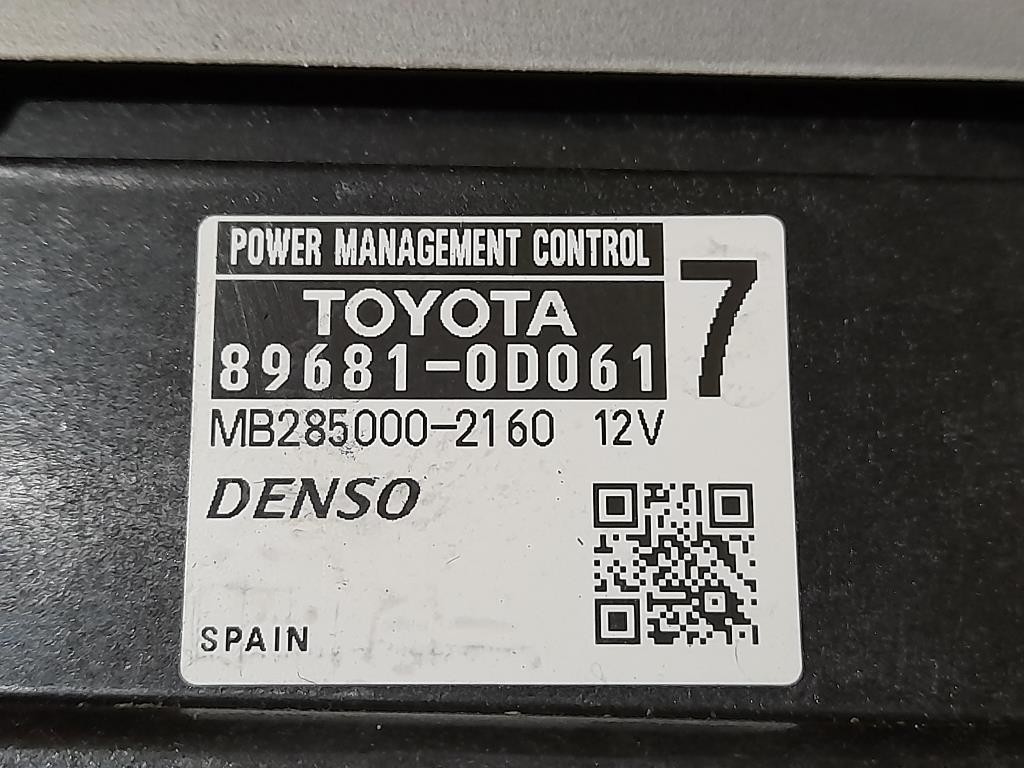 POWER MANAGEMENT CONTROL
7
TOYOTA
89681-0D061
MB285000-2160 12V
DENSO
SPAIN